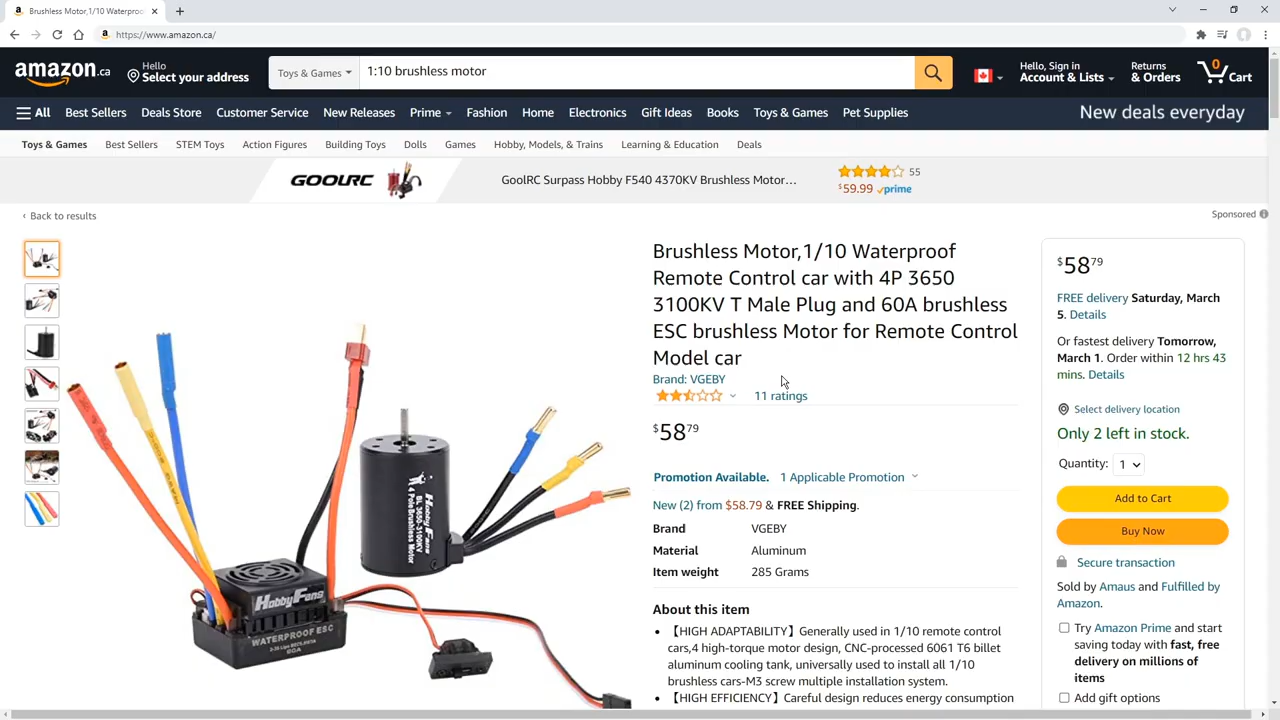 Brushless Motor,1/10 Waterproo
https://www.amazon.ca/
amazon.ca
Hello
Select your address
Toys & Games
1:10 brushless motor
Hello, Sign in
Account & Lists
Returns
& Orders
0
Cart
All
Best Sellers
Deals Store
Customer Service
New Releases
Prime
Fashion
Home
Electronics
Gift Ideas
Books
Toys & Games
Pet Supplies
New deals everyday
Toys & Games
Best Sellers
STEM Toys
Action Figures
Building Toys
Dolls
Games
Hobby, Models, & Trains
Learning & Education
Deals
GOOLRC
GoolRC Surpass Hobby F540 4370KV Brushless Motor...
55
$59.99 prime
‹ Back to results
Sponsored
Brushless Motor,1/10 Waterproof
Remote Control car with 4P 3650
3100KV T Male Plug and 60A brushless
ESC brushless Motor for Remote Control
Model car
Brand: VGEBY
11 ratings
$58 79
Promotion Available. 1 Applicable Promotion
New (2) from $58.79 & FREE Shipping.
Brand VGEBY
Material Aluminum
Item weight 285 Grams
About this item
• 【HIGH ADAPTABILITY】Generally used in 1/10 remote control
cars,4 high-torque motor design, CNC-processed 6061 T6 billet
aluminum cooling tank, universally used to install all 1/10
brushless cars-M3 screw multiple installation system.
• 【HIGH EFFICIENCY】Careful design reduces energy consumption
$58 79
FREE delivery Saturday, March
5. Details
Or fastest delivery Tomorrow,
March 1. Order within 12 hrs 43
mins. Details
Select delivery location
Only 2 left in stock.
Quantity: 1
Add to Cart
Buy Now
Secure transaction
Sold by Amaus and Fulfilled by
Amazon.
Try Amazon Prime and start
saving today with fast, free
delivery on millions of
items
Add gift options
HobbyFans
WATERPROOF ESC
60A
HobbyFans
4 Poles Brushless Motor